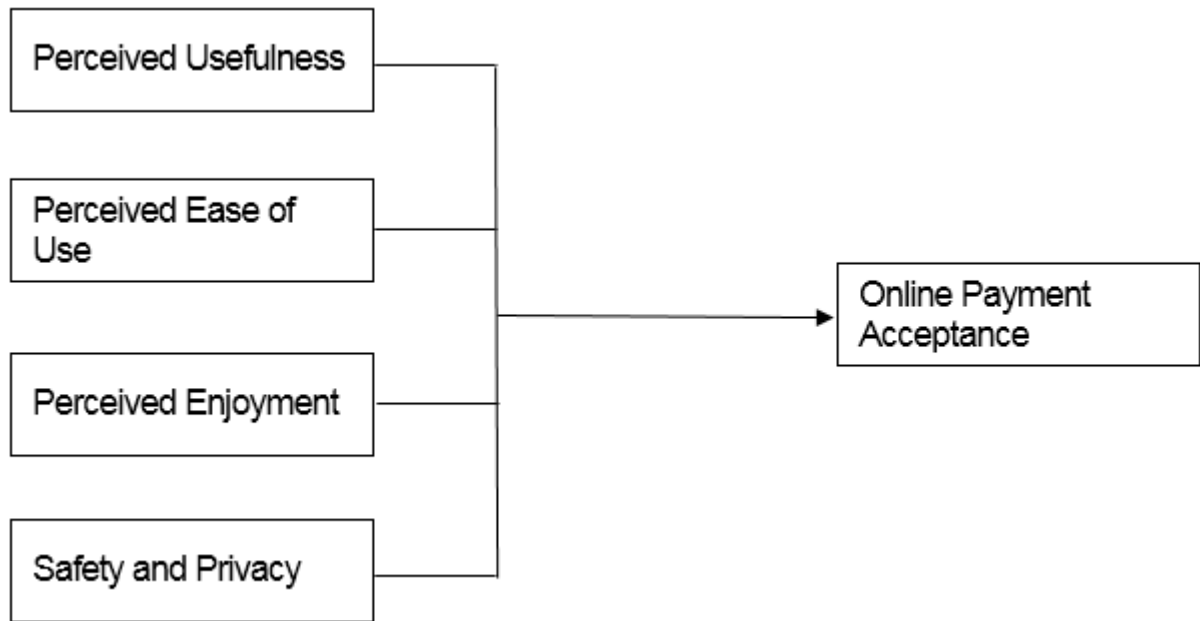 Perceived Usefulness
Perceived Ease of
Use
Online Payment
Acceptance
Perceived Enjoyment
Safety and Privacy